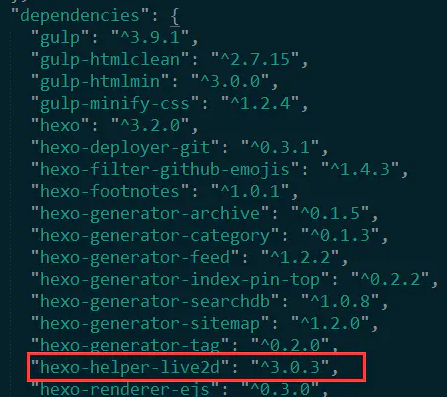 "dependencies": {
"gulp": "^3.9.1",
"gulp-htmlclean": "^2.7.15",
"gulp-htmlmin": "^3.0.0",
"gulp-minify-css": "^1.2.4",
"hexo": "^3.2.0",
"hexo-deployer-git": "^0.3.1",
"hexo-filter-github-emojis": "^1.4.3",
"hexo-footnotes": "^1.0.1",
"hexo-generator-archive": "^0.1.5",
"hexo-generator-category": "^0.1.3",
"hexo-generator-feed": "^1.2.2",
"hexo-generator-index-pin-top": "^0.2.2",
"hexo-generator-searchdb": "^1.0.8",
"hexo-generator-sitemap": "^1.2.0",
"hexo-generator-tag": "^0.2.0",
"hexo-helper-live2d": "^3.0.3",
"hexo-renderer-ejs": "^0.3.0",